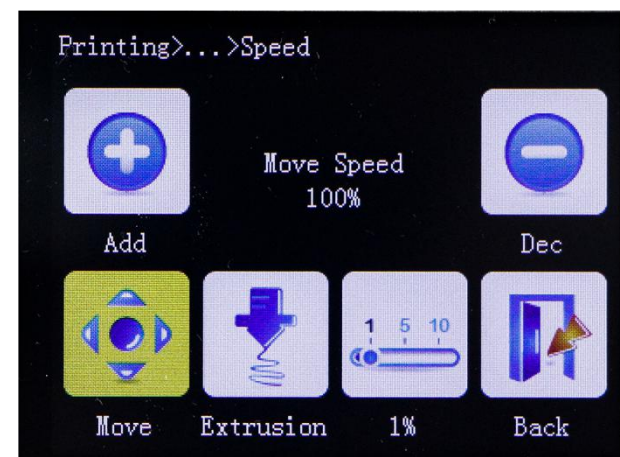 Printing>...>Speed
Move Speed
100%
Add
Dec
1 5 10
Move
Extrusion
1%
Back